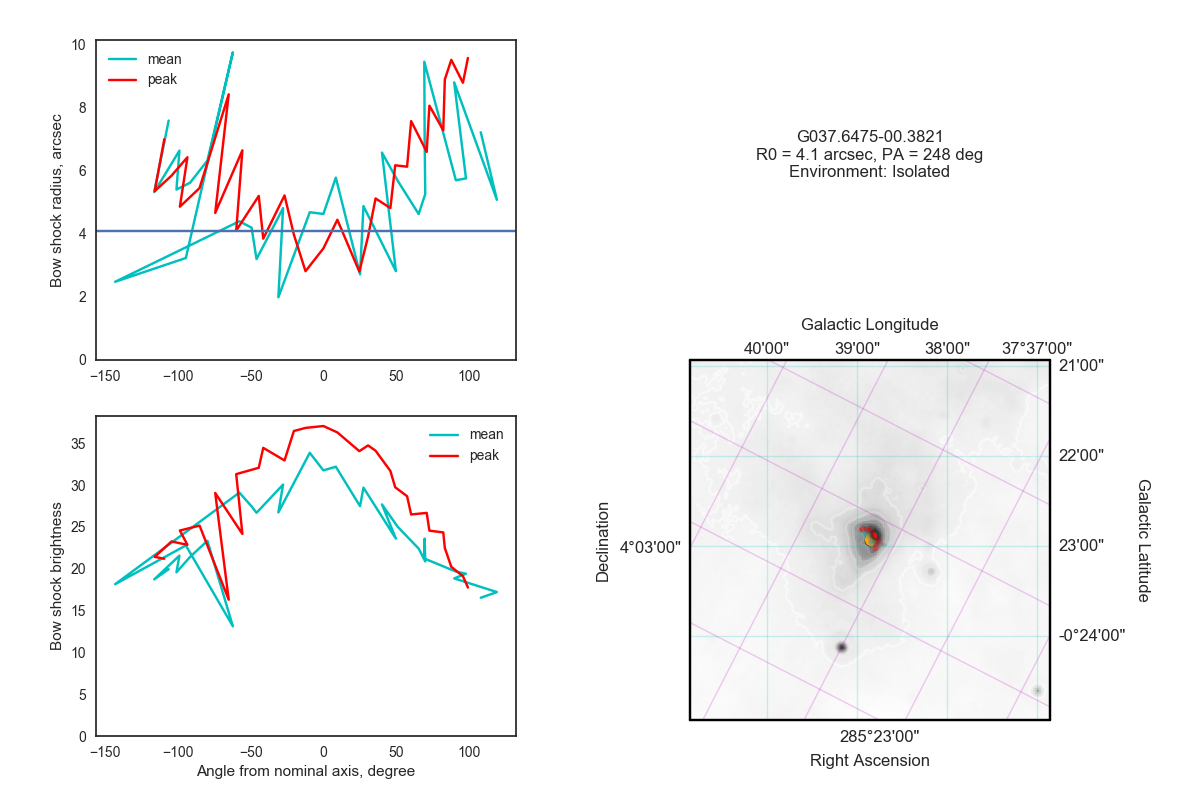 10
8
6
4
2
0
Bow shock radius, arcsec
mean
peak
−150
−100
−50
0
50
100
35
30
25
20
15
10
5
0
Bow shock brightness
mean
peak
−150
−100
−50
0
50
100
Angle from nominal axis, degree
G037.6475-00.3821
R0 = 4.1 arcsec, PA = 248 deg
Environment: Isolated
Galactic Longitude
40'00"
39'00"
38'00"
37°37'00"
21'00"
22'00"
23'00"
-0°24'00"
Galactic Latitude
Declination
4°03'00"
285°23'00"
Right Ascension